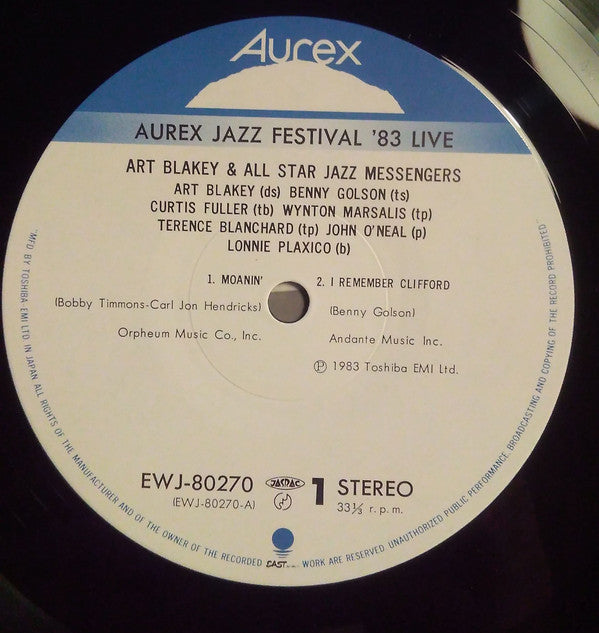 Aurex
AUREX JAZZ FESTIVAL '83 LIVE
ART BLAKEY & ALL STAR JAZZ MESSENGERS
ART BLAKEY (ds) BENNY GOLSON (ts)
CURTIS FULLER (tb) WYNTON MARSALIS (tp)
TERENCE BLANCHARD (tp) JOHN O'NEAL (p)
LONNIE PLAXICO (b)
1. MOANIN'
(Bobby Timmons-Carl Jon Hendricks)
Orpheum Music Co., Inc.
2. I REMEMBER CLIFFORD
(Benny Golson)
Andante Music Inc.
Ⓟ 1983 Toshiba EMI Ltd.
EWJ-80270
(EWJ-80270-A)
JASRAC
1
STEREO
33⅓ r.p.m.
EAST
"MFD BY TOSHIBA EMI LTD. IN JAPAN ALL RIGHTS OF THE MANUFACTURER AND OF THE OWNER OF THE RECORDED WORK ARE RESERVED. UNAUTHORIZED PUBLIC PERFORMANCE BROADCASTING AND COPYING OF THE RECORD PROHIBITED"